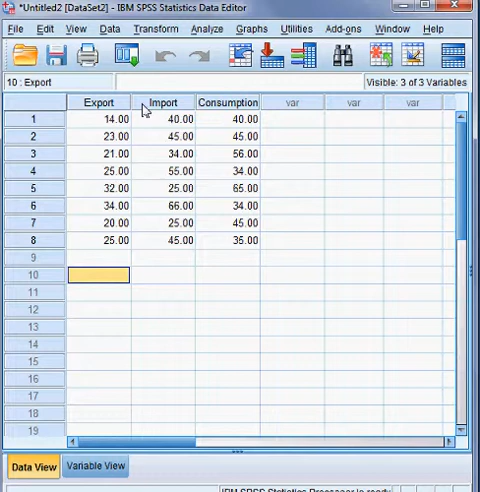 *Untitled2 [DataSet2] - IBM SPSS Statistics Data Editor
File Edit View Data Transform Analyze Graphs Utilities Add-ons Window Help
10 : Export Visible: 3 of 3 Variables
Export Import Consumption var var var
1 14.00 40.00 40.00
2 23.00 45.00 45.00
3 21.00 34.00 56.00
4 25.00 55.00 34.00
5 32.00 25.00 65.00
6 34.00 66.00 34.00
7 20.00 25.00 45.00
8 25.00 45.00 35.00
9
10
11
12
13
14
15
16
17
18
19
Data View Variable View
IBM SPSS Statistics Processor is ready